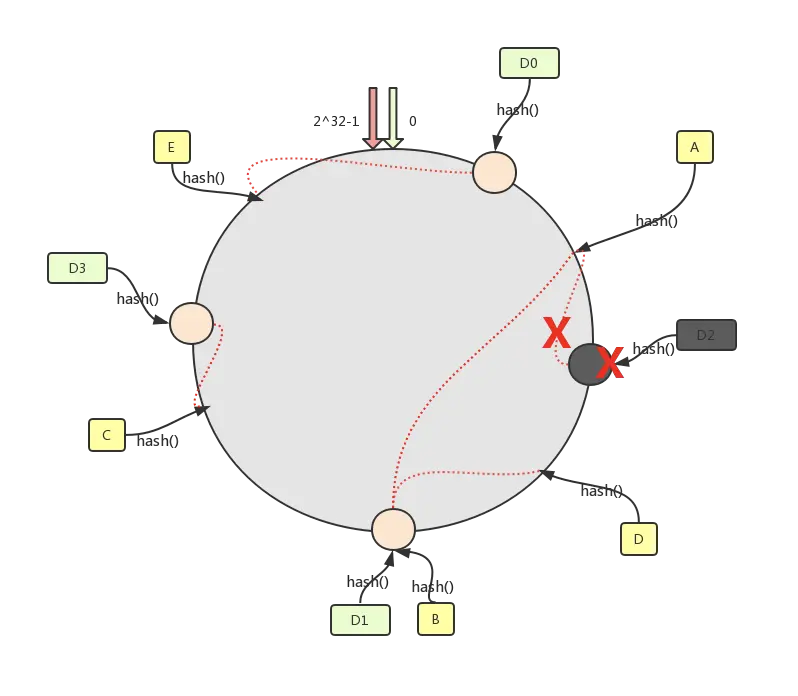 D0
hash()
2^32-1
0
E
A
hash()
hash()
D3
hash()
X
D2
hash()
X
C
hash()
hash()
D
hash()
hash()
D1
B